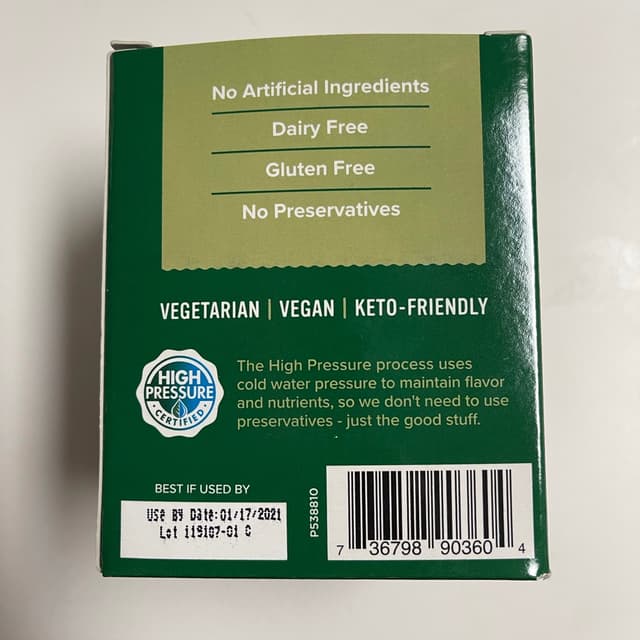 No Artificial Ingredients
Dairy Free
Gluten Free
No Preservatives
VEGETARIAN | VEGAN | KETO-FRIENDLY
HIGH
PRESSURE
CERTIFIED
The High Pressure process uses
cold water pressure to maintain flavor
and nutrients, so we don't need to use
preservatives - just the good stuff.
BEST IF USED BY
USe BY Date:01/17/2021
Lot 119107-01 C
P538810
7 36798 90360 4